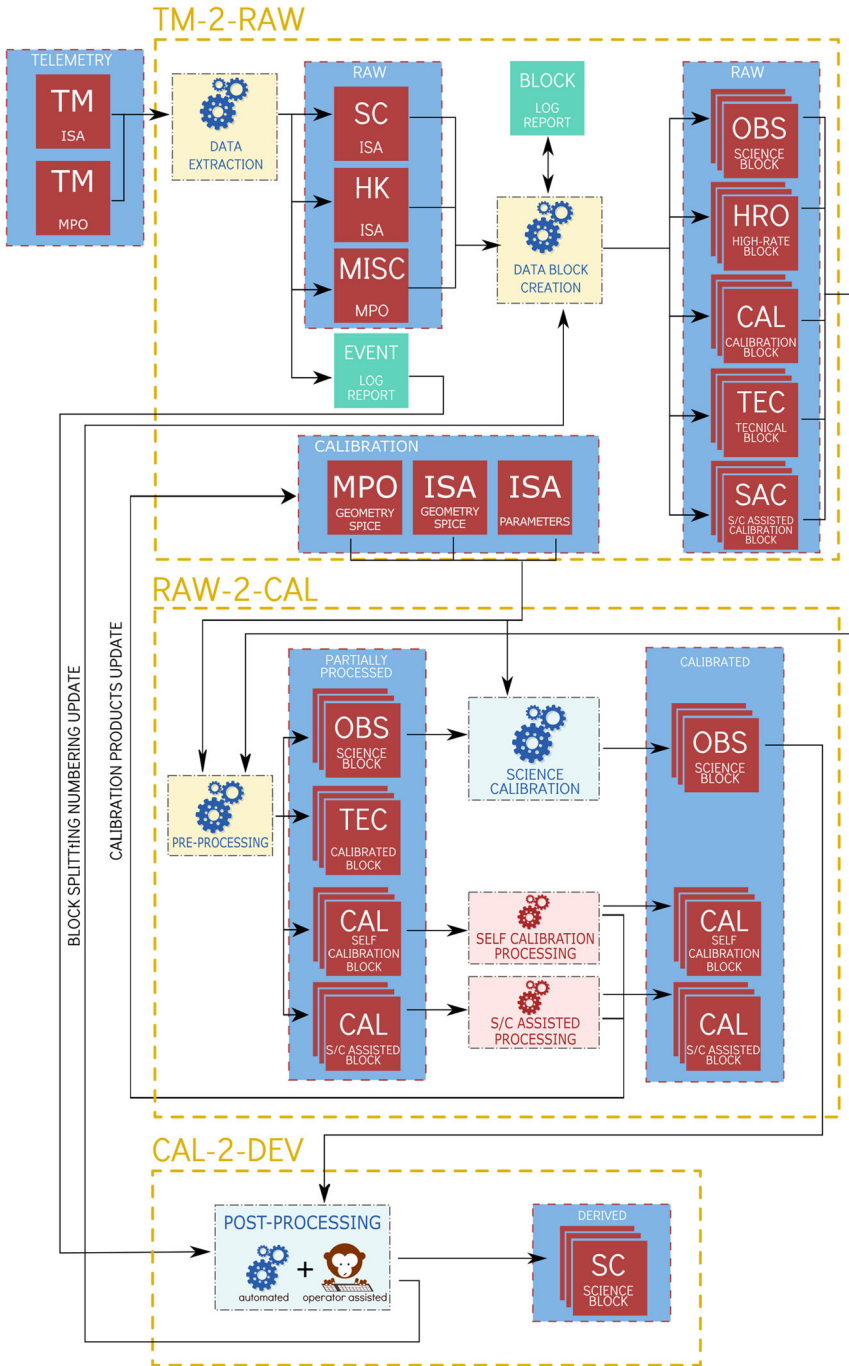 TM-2-RAW
TELEMETRY
TM
ISA
TM
MPO
DATA
EXTRACTION
RAW
SC
ISA
HK
ISA
MISC
MPO
EVENT
LOG
REPORT
BLOCK
LOG
REPORT
DATA BLOCK
CREATION
RAW
OBS
SCIENCE
BLOCK
HRO
HIGH-RATE
BLOCK
CAL
CALIBRATION
BLOCK
TEC
TECNICAL
BLOCK
SAC
S/C ASSISTED
CALIBRATION
BLOCK
CALIBRATION
MPO
GEOMETRY
SPICE
ISA
GEOMETRY
SPICE
ISA
PARAMETERS
BLOCK SPLITTtNG NUMBERING UPDATE
CALIBRATION PRODUCTS UPDATE
RAW-2-CAL
PRE-PROCESSING
PARTIALLY
PROCESSED
OBS
SCIENCE
BLOCK
TEC
CALIBRATED
BLOCK
CAL
SELF
CALIBRATION
BLOCK
CAL
S/C ASSISTED
BLOCK
SCIENCE
CALIBRATION
SELF CALIBRATION
PROCESSING
S/C ASSISTED
PROCESSING
CALIBRATED
OBS
SCIENCE
BLOCK
CAL
SELF
CALIBRATION
BLOCK
CAL
S/C ASSISTED
BLOCK
CAL-2-DEV
POST-PROCESSING
+
automated
operator assisted
DERIVED
SC
SCIENCE
BLOCK